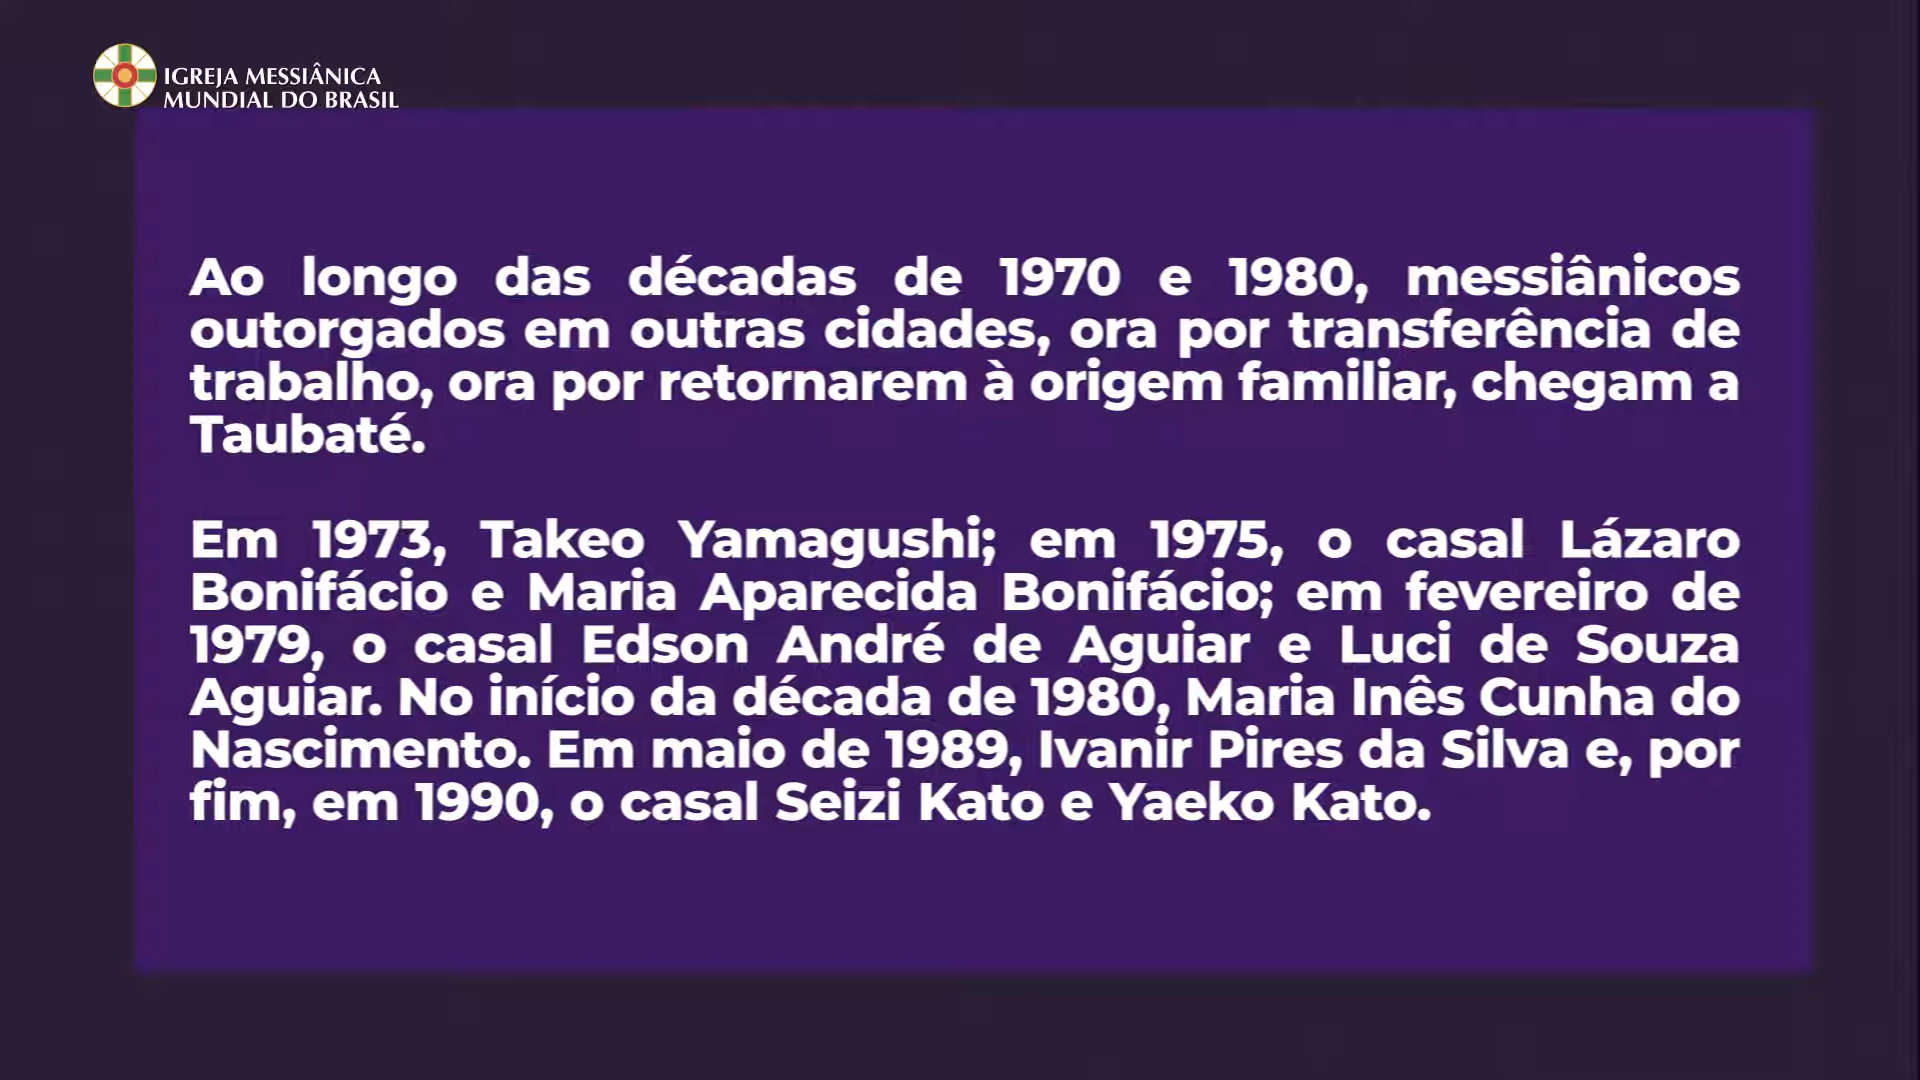 IGREJA MESSIÂNICA
MUNDIAL DO BRASIL
Ao longo das décadas de 1970 e 1980, messiânicos
outorgados em outras cidades, ora por transferência de
trabalho, ora por retornarem à origem familiar, chegam a
Taubaté.
Em 1973, Takeo Yamagushi; em 1975, o casal Lázaro
Bonifácio e Maria Aparecida Bonifácio; em fevereiro de
1979, o casal Edson André de Aguiar e Luci de Souza
Aguiar. No início da década de 1980, Maria Inês Cunha do
Nascimento. Em maio de 1989, Ivanir Pires da Silva e, por
fim, em 1990, o casal Seizi Kato e Yaeko Kato.